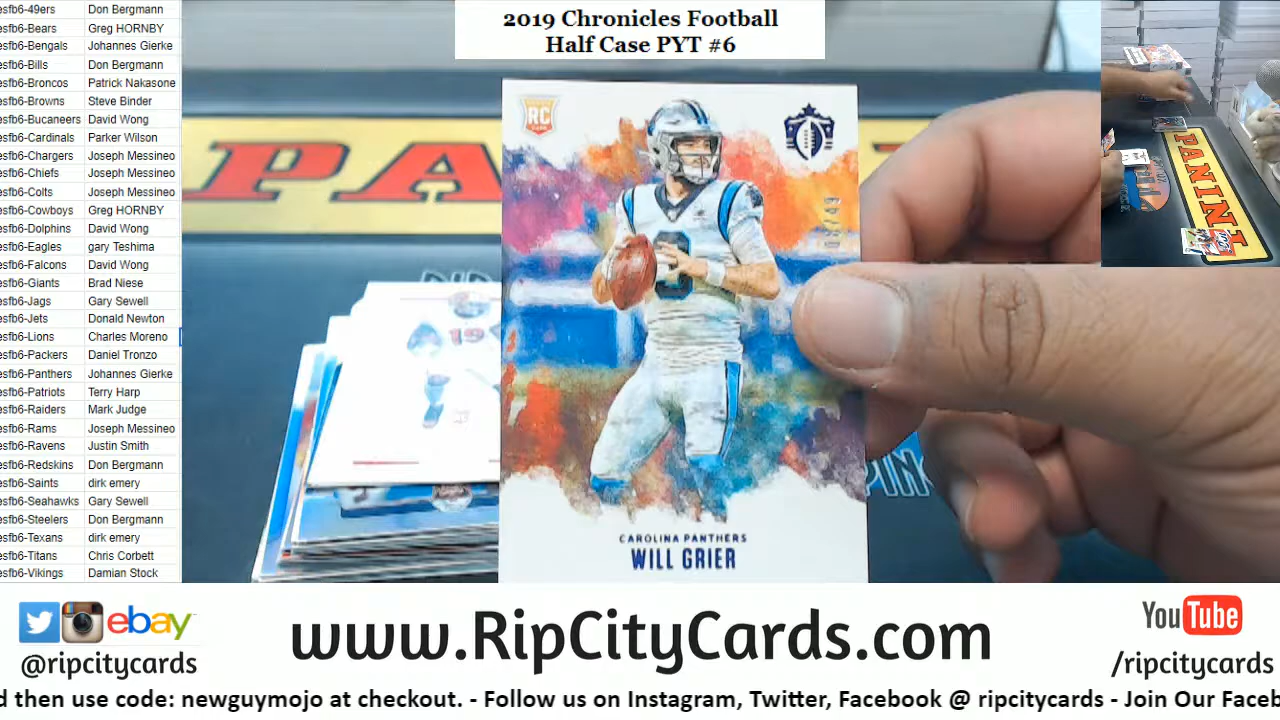 2019 Chronicles Football
Half Case PYT #6
esfb6-49ers Don Bergmann
esfb6-Bears Greg HORNBY
esfb6-Bengals Johannes Gierke
esfb6-Bills Don Bergmann
esfb6-Broncos Patrick Nakasone
esfb6-Browns Steve Binder
esfb6-Bucaneers David Wong
esfb6-Cardinals Parker Wilson
esfb6-Chargers Joseph Messineo
esfb6-Chiefs Joseph Messineo
esfb6-Colts Joseph Messineo
esfb6-Cowboys Greg HORNBY
esfb6-Dolphins David Wong
esfb6-Eagles gary Teshima
esfb6-Falcons David Wong
esfb6-Giants Brad Niese
esfb6-Jags Gary Sewell
esfb6-Jets Donald Newton
esfb6-Lions Charles Moreno
esfb6-Packers Daniel Tronzo
esfb6-Panthers Johannes Gierke
esfb6-Patriots Terry Harp
esfb6-Raiders Mark Judge
esfb6-Rams Joseph Messineo
esfb6-Ravens Justin Smith
esfb6-Redskins Don Bergmann
esfb6-Saints dirk emery
esfb6-Seahawks Gary Sewell
esfb6-Steelers Don Bergmann
esfb6-Texans dirk emery
esfb6-Titans Chris Corbett
esfb6-Vikings Damian Stock
PA
RC
3
19
CAROLINA PANTHERS
WILL GRIER
PANINI
ebay
@ripcitycards
www.RipCityCards.com
YouTube
/ripcitycards
d then use code: newguymojo at checkout. - Follow us on Instagram, Twitter, Facebook @ ripcitycards - Join Our Faceb